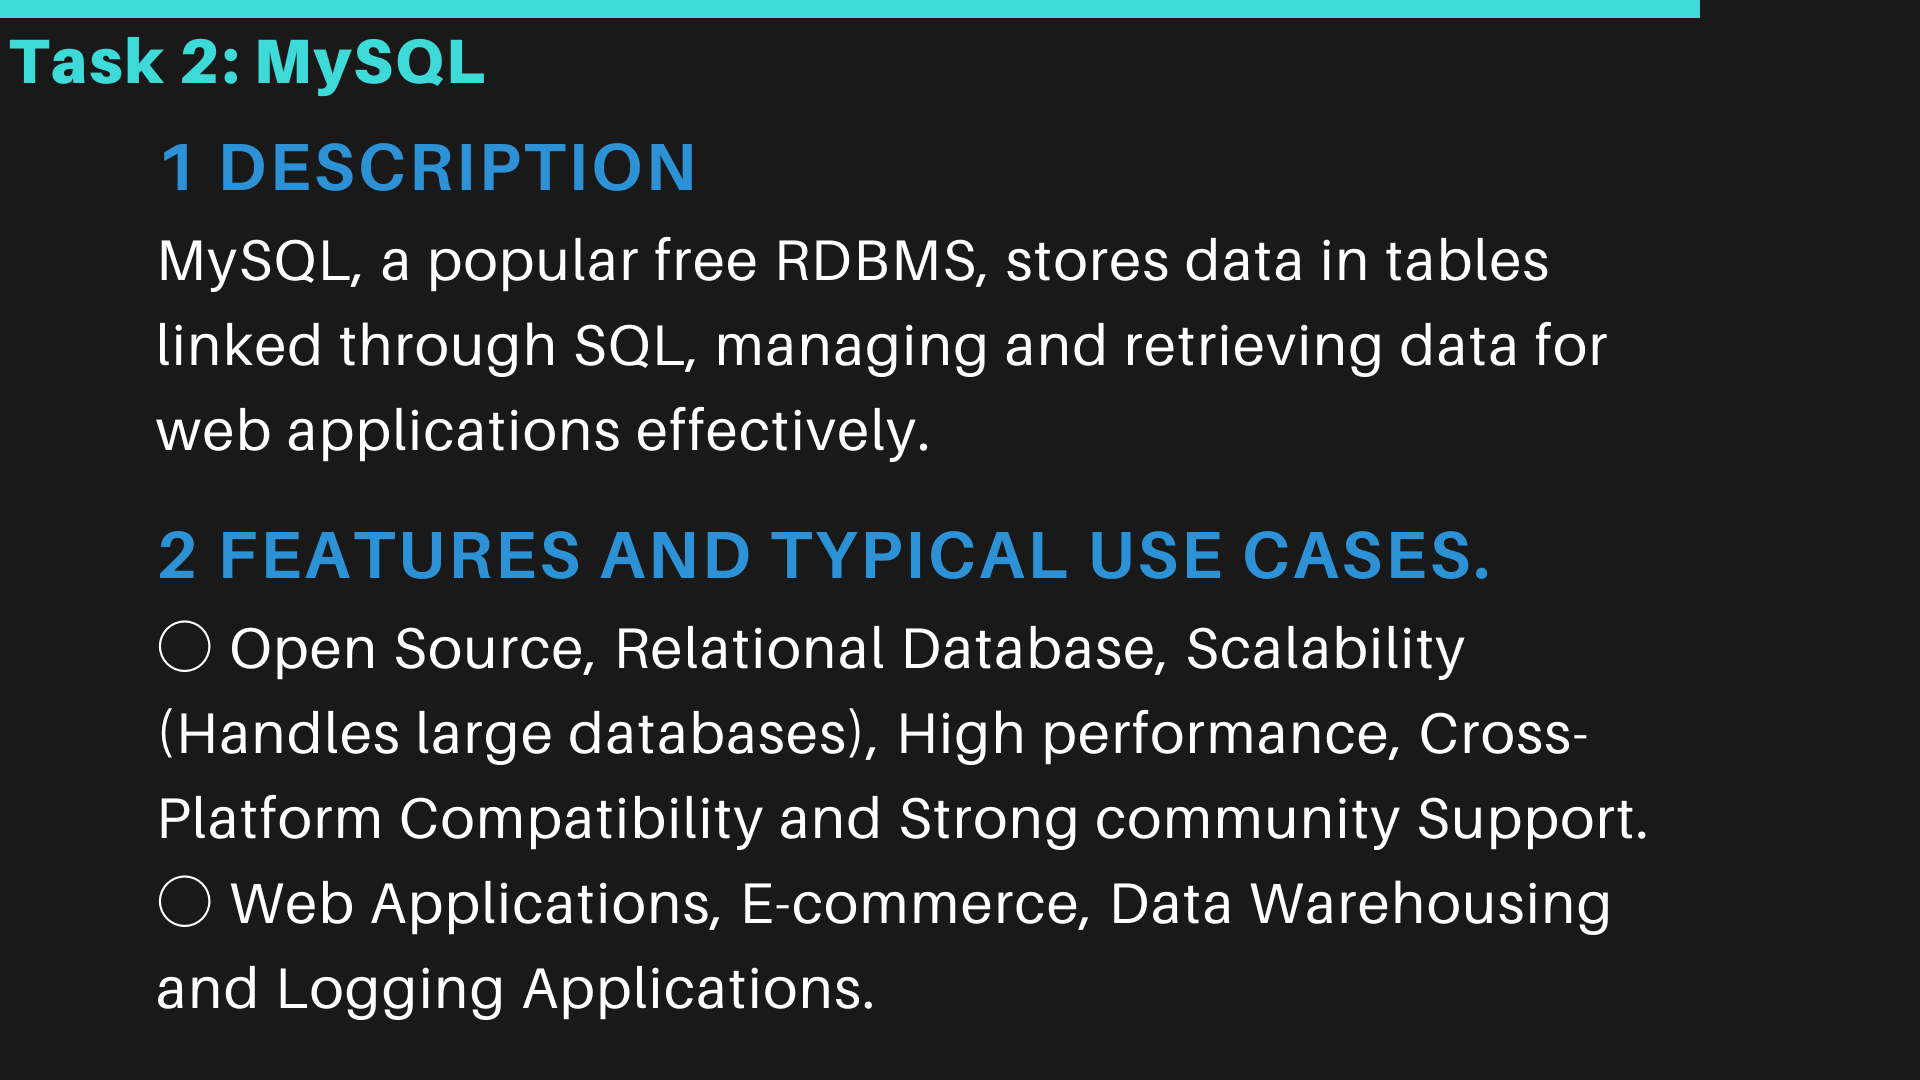 Task 2: MySQL
1 DESCRIPTION
MySQL, a popular free RDBMS, stores data in tables
linked through SQL, managing and retrieving data for
web applications effectively.
2 FEATURES AND TYPICAL USE CASES.
◯ Open Source, Relational Database, Scalability
(Handles large databases), High performance, Cross-
Platform Compatibility and Strong community Support.
◯ Web Applications, E-commerce, Data Warehousing
and Logging Applications.